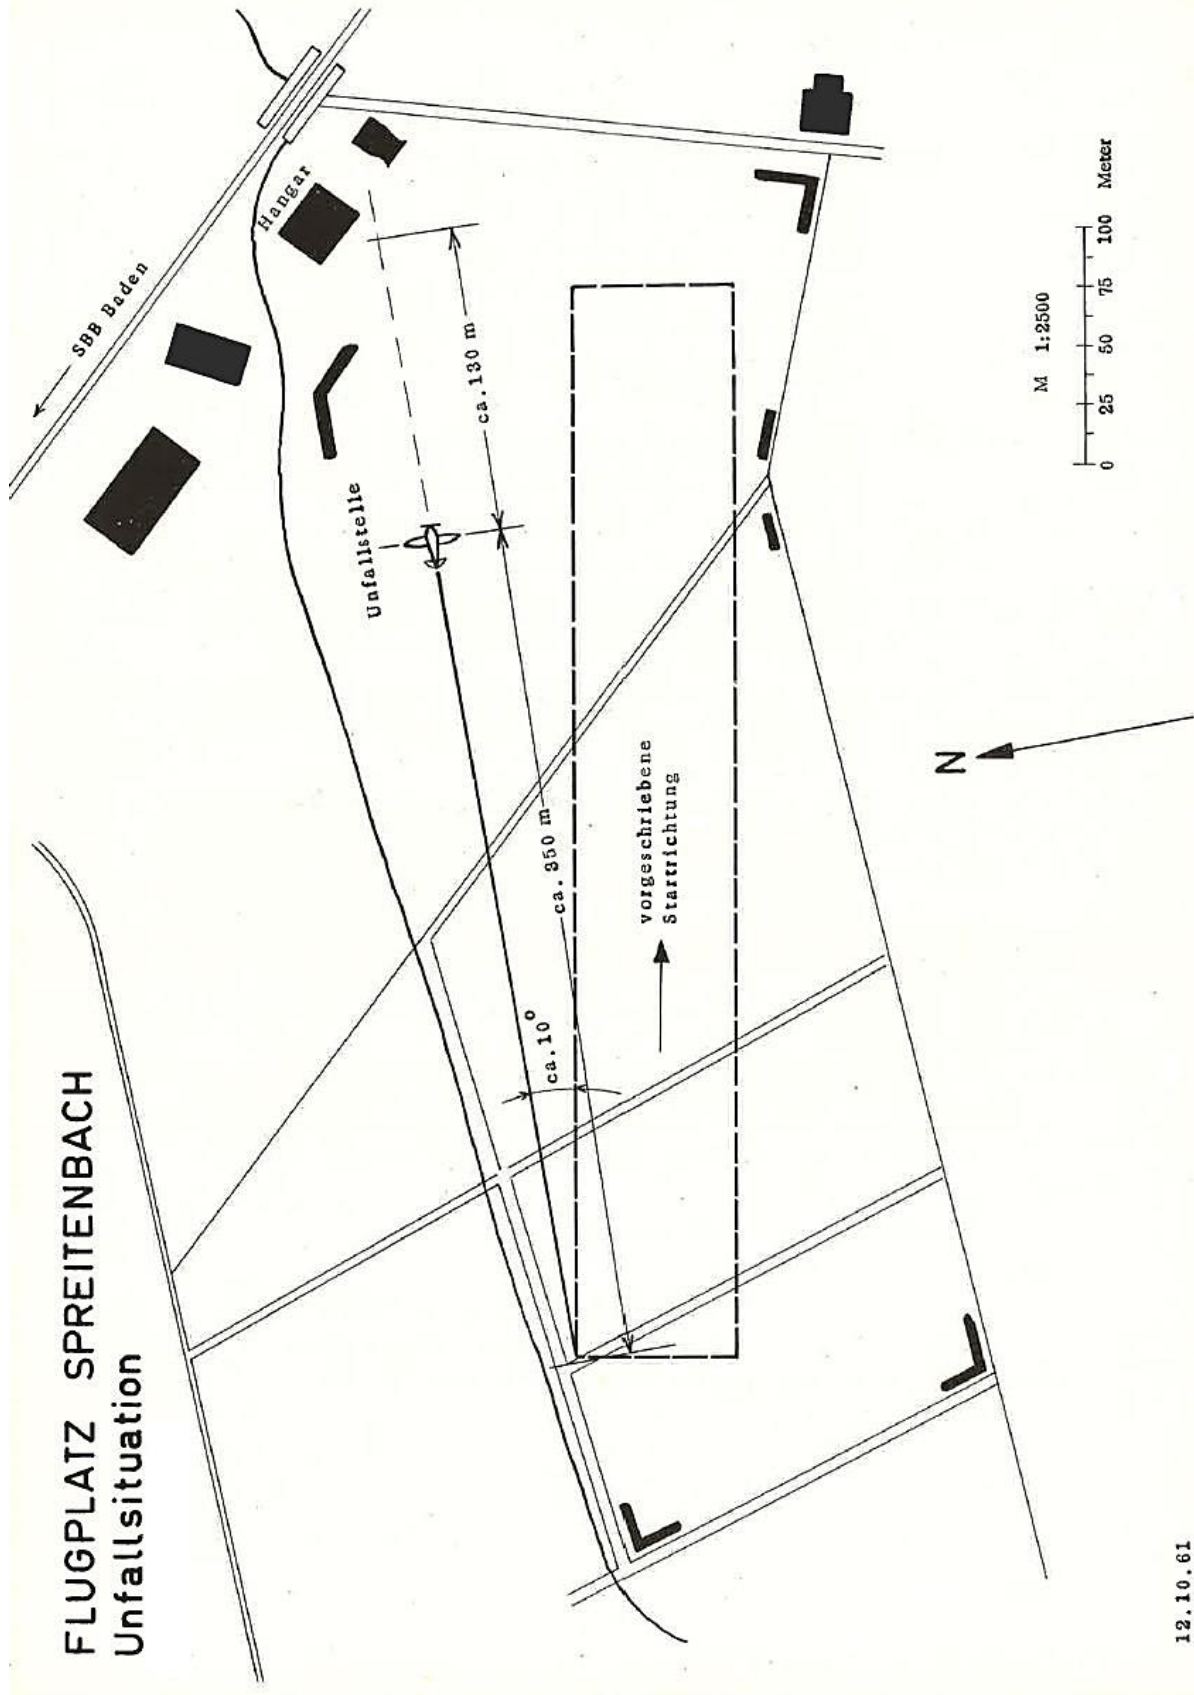 FLUGPLATZ SPREITENBACH
Unfallsituation
SBB Baden
Hangar
Unfallstelle
ca. 130 m
ca. 350 m
ca. 10°
vorgeschriebene
Startrichtung
N
M 1:2500
0 25 50 75 100 Meter
12.10.61